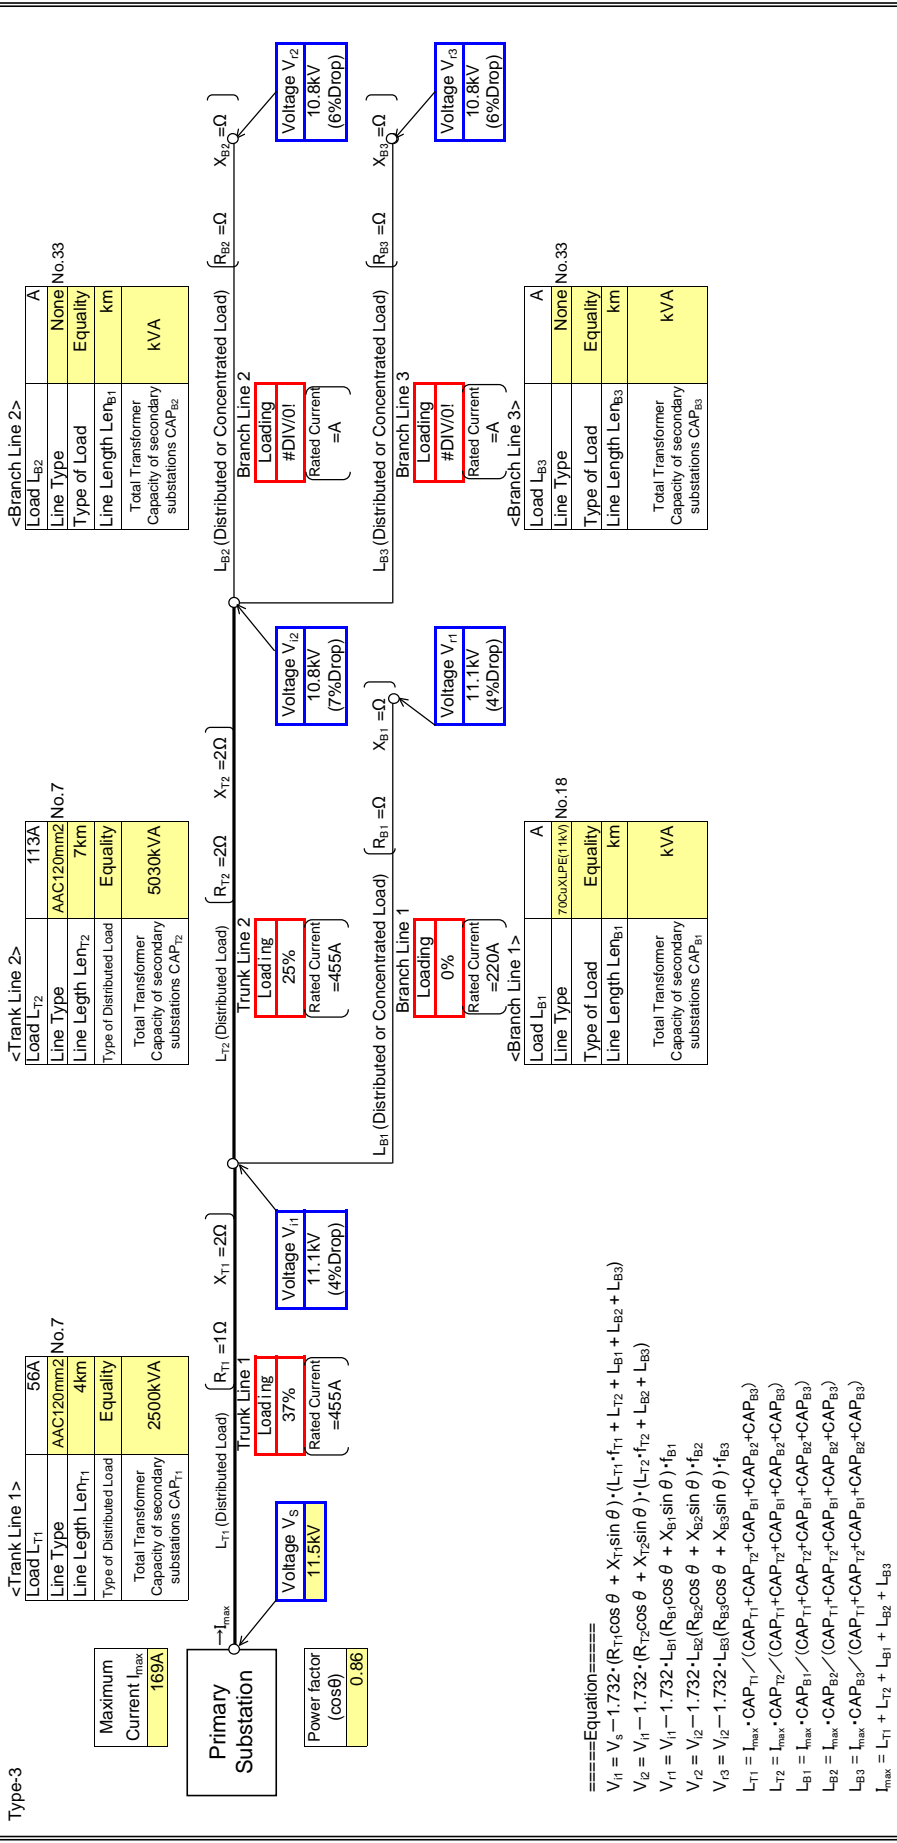 Type-3
Maximum
Current Imax
169A
Primary
Substation
Power factor
(cosθ)
0.86
→Imax
Voltage VS
11.5kV
<Trank Line 1>
Load LT1 56A
Line Type AAC120mm2 No.7
Line Legth LenT1 4km
Type of Distributed Load Equality
Total Transformer
Capacity of secondary
substations CAPT1
2500kVA
LT1 (Distributed Load)
RT1 =1Ω XT1 =2Ω
Trunk Line 1
Loading
37%
Rated Current
=455A
Voltage Vi1
11.1kV
(4%Drop)
<Trank Line 2>
Load LT2 113A
Line Type AAC120mm2 No.7
Line Legth LenT2 7km
Type of Distributed Load Equality
Total Transformer
Capacity of secondary
substations CAPT2
5030kVA
LT2 (Distributed Load)
RT2 =2Ω XT2 =2Ω
Trunk Line 2
Loading
25%
Rated Current
=455A
Voltage Vi2
10.8kV
(7%Drop)
LB1 (Distributed or Concentrated Load)
RB1 =Ω XB1 =Ω
Branch Line 1
Loading
0%
Rated Current
=220A
Voltage Vr1
11.1kV
(4%Drop)
<Branch Line 1>
Load LB1 A
Line Type 70CuXLPE(11kV) No.18
Type of Load Equality
Line Length LenB1 km
Total Transformer
Capacity of secondary
substations CAPB1
kVA
<Branch Line 2>
Load LB2 A
Line Type None No.33
Type of Load Equality
Line Length LenB1 km
Total Transformer
Capacity of secondary
substations CAPB2
kVA
LB2 (Distributed or Concentrated Load)
RB2 =Ω XB2 =Ω
Branch Line 2
Loading
#DIV/0!
Rated Current
=A
Voltage Vr2
10.8kV
(6%Drop)
LB3 (Distributed or Concentrated Load)
RB3 =Ω XB3 =Ω
Branch Line 3
Loading
#DIV/0!
Rated Current
=A
Voltage Vr3
10.8kV
(6%Drop)
<Branch Line 3>
Load LB3 A
Line Type None No.33
Type of Load Equality
Line Length LenB3 km
Total Transformer
Capacity of secondary
substations CAPB3
kVA
=====Equation=====
Vi1 = Vs－1.732・(RT1cos θ + XT1sin θ)・(LT1・fT1 + LT2 + LB1 + LB2 + LB3)
Vi2 = Vi1－1.732・(RT2cos θ + XT2sin θ)・(LT2・fT2 + LB2 + LB3)
Vr1 = Vi1－1.732・LB1(RB1cos θ + XB1sin θ)・fB1
Vr2 = Vi2－1.732・LB2(RB2cos θ + XB2sin θ)・fB2
Vr3 = Vi2－1.732・LB3(RB3cos θ + XB3sin θ)・fB3
LT1 = Imax・CAPT1／(CAPT1+CAPT2+CAPB1+CAPB2+CAPB3)
LT2 = Imax・CAPT2／(CAPT1+CAPT2+CAPB1+CAPB2+CAPB3)
LB1 = Imax・CAPB1／(CAPT1+CAPT2+CAPB1+CAPB2+CAPB3)
LB2 = Imax・CAPB2／(CAPT1+CAPT2+CAPB1+CAPB2+CAPB3)
LB3 = Imax・CAPB3／(CAPT1+CAPT2+CAPB1+CAPB2+CAPB3)
Imax = LT1 + LT2 + LB1 + LB2 + LB3